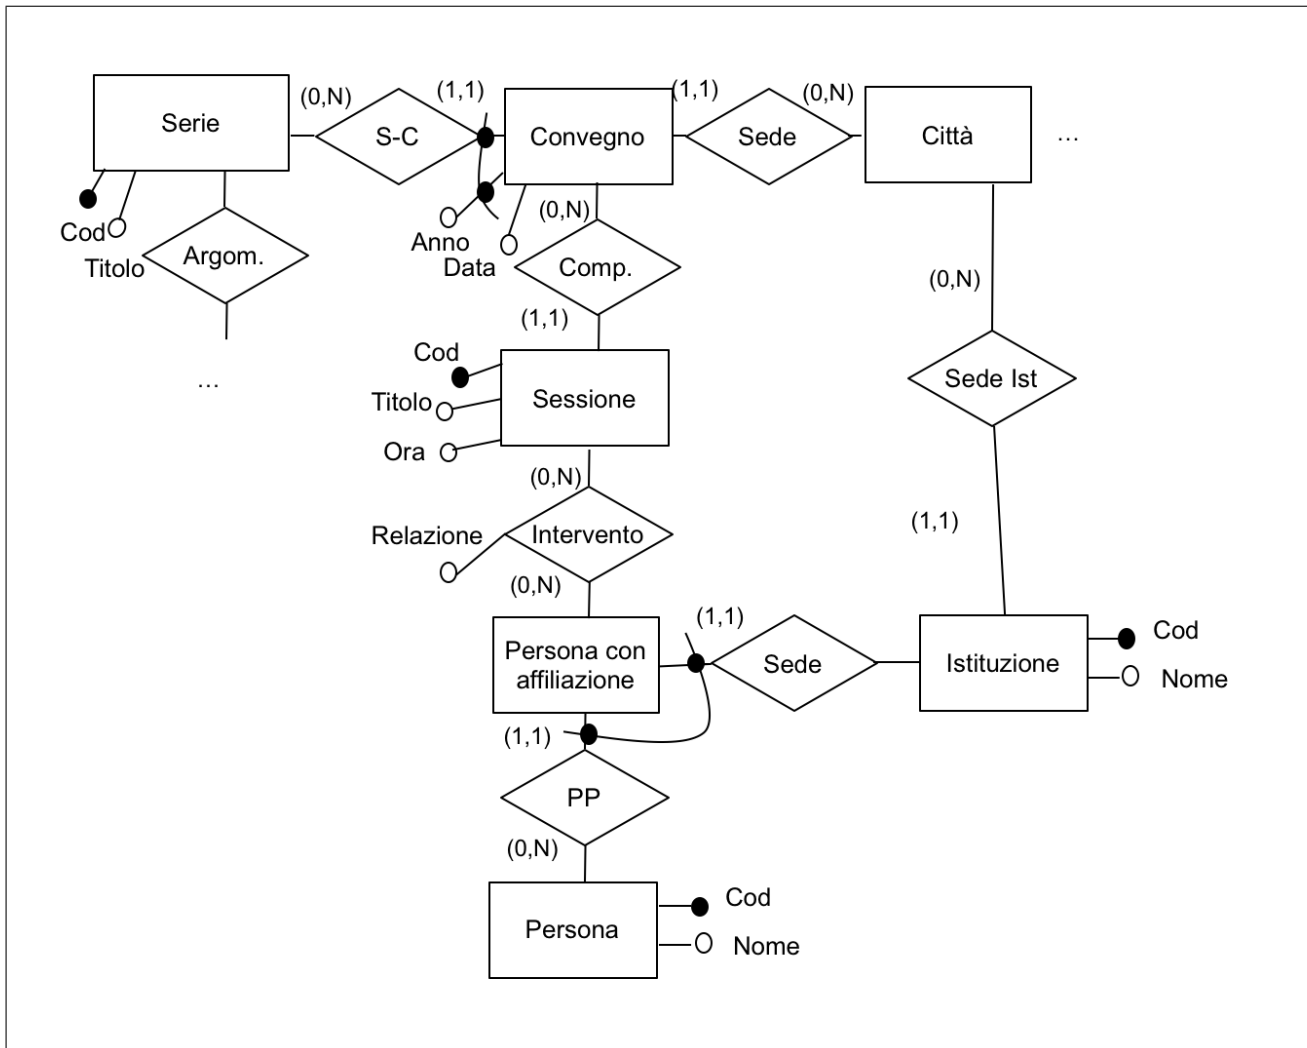 (0,N)
(1,1)
(1,1)
(0,N)
Serie
S-C
Convegno
Sede
Città
...
Cod
Titolo
Argom.
Anno
Data
(0,N)
Comp.
(0,N)
(1,1)
...
Cod
Titolo
Ora
Sessione
Sede Ist
(0,N)
(1,1)
Relazione
Intervento
(0,N)
(1,1)
Persona con
affiliazione
Sede
Istituzione
Cod
Nome
(1,1)
PP
(0,N)
Persona
Cod
Nome